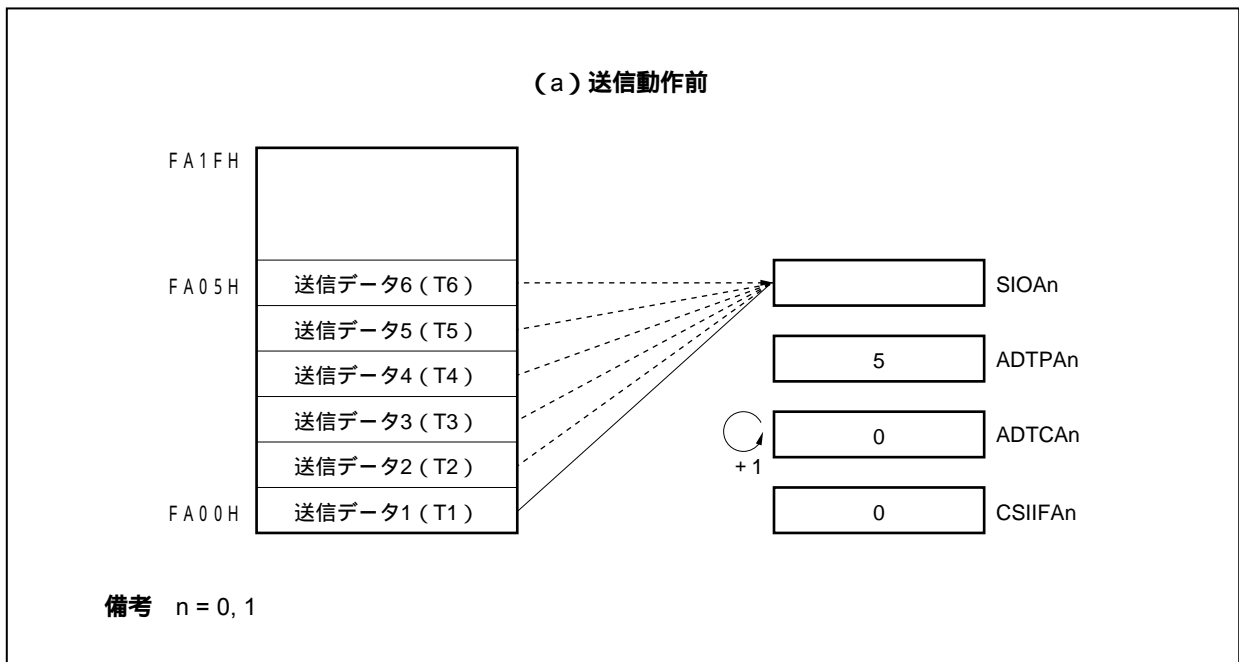 (a)送信動作前
FA1FH
FA05H 送信データ6(T6) SIOAn
送信データ5(T5)
5 ADTPAn
送信データ4(T4)
送信データ3(T3)
0 ADTCAn
+1
送信データ2(T2)
FA00H 送信データ1(T1) 0 CSIIFAn
備考 n = 0, 1